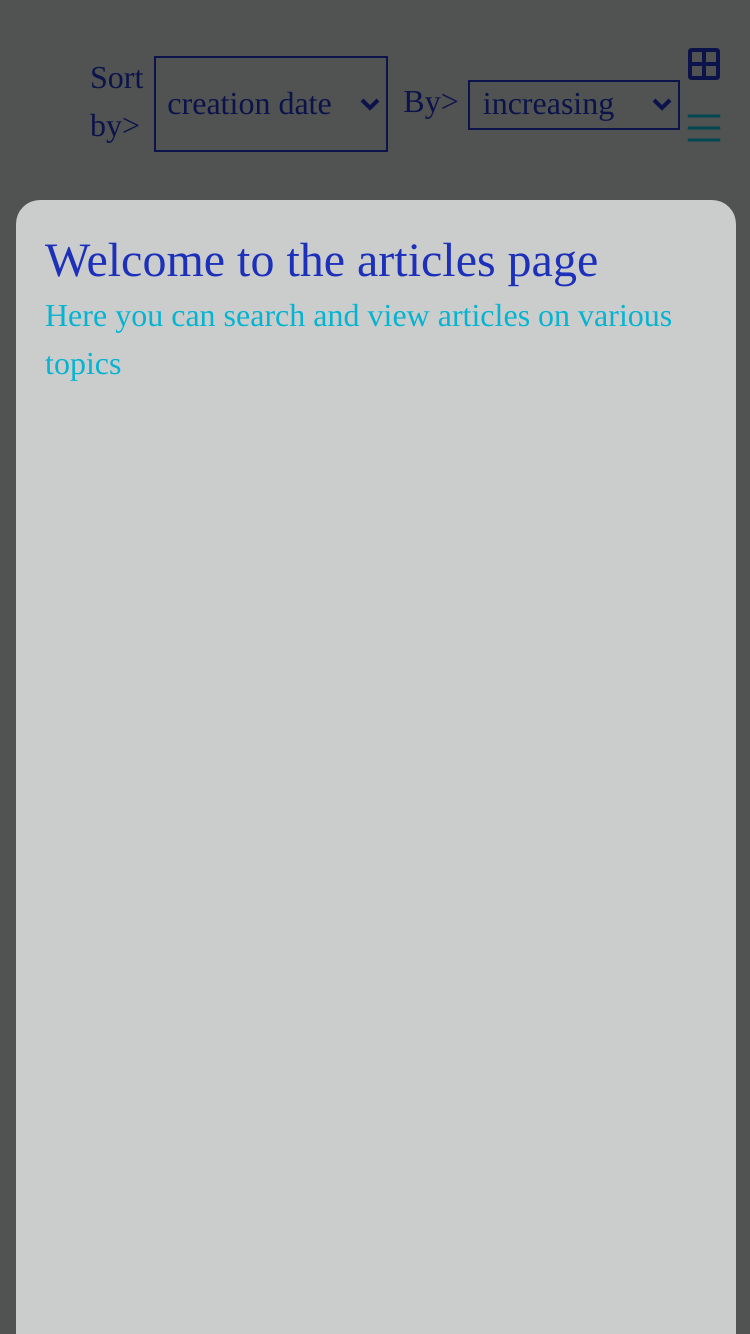 Sort by>
creation date
By>
increasing
Welcome to the articles page
Here you can search and view articles on various
topics